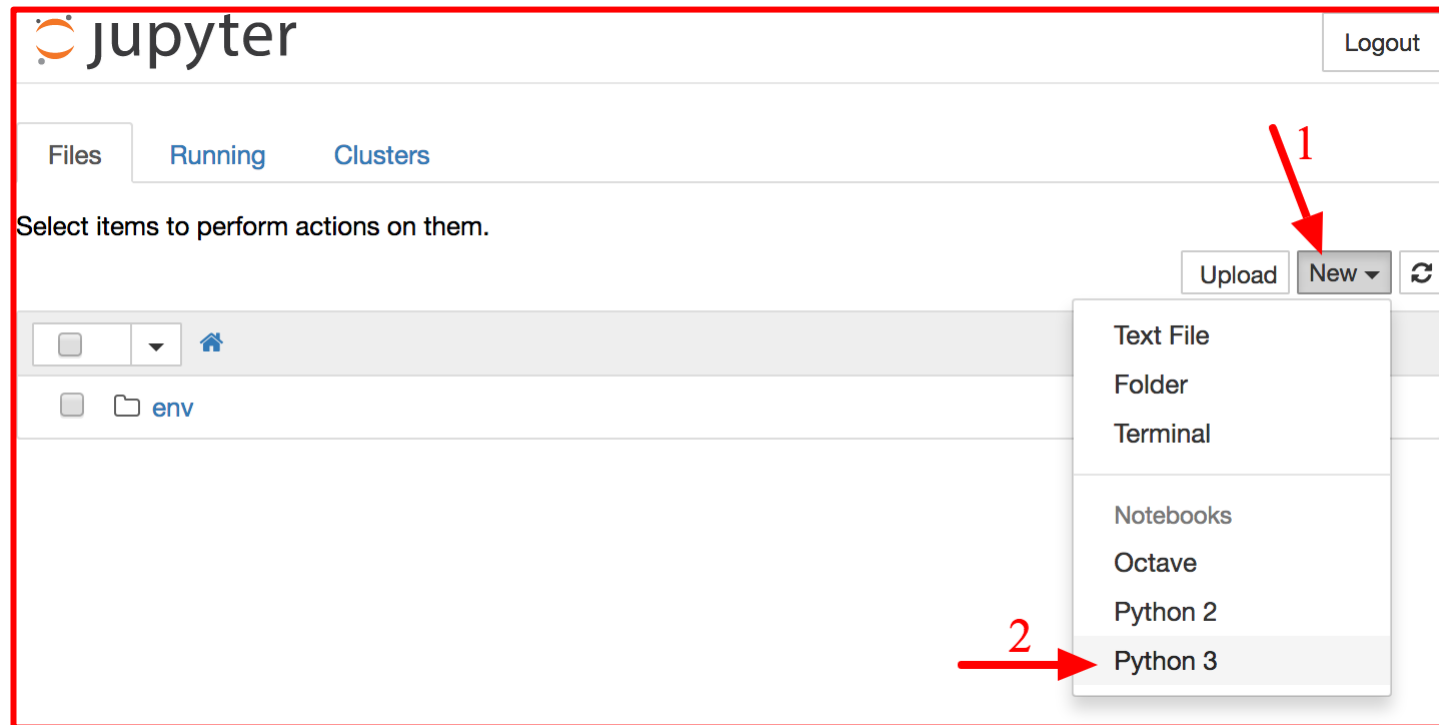 jupyter
Logout
Files Running Clusters
1
Select items to perform actions on them.
Upload New
Text File
Folder
env
Terminal
Notebooks
Octave
Python 2
2
Python 3